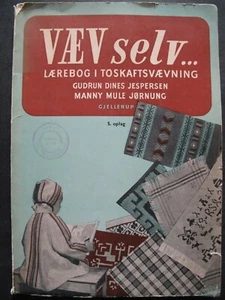 VÆV selv...
LÆREBOG I TOSKAFTSVÆVNING
GUDRUN DINES JESPERSEN
MANNY MULE JØRNUNG
GJELLERUP
3. oplag